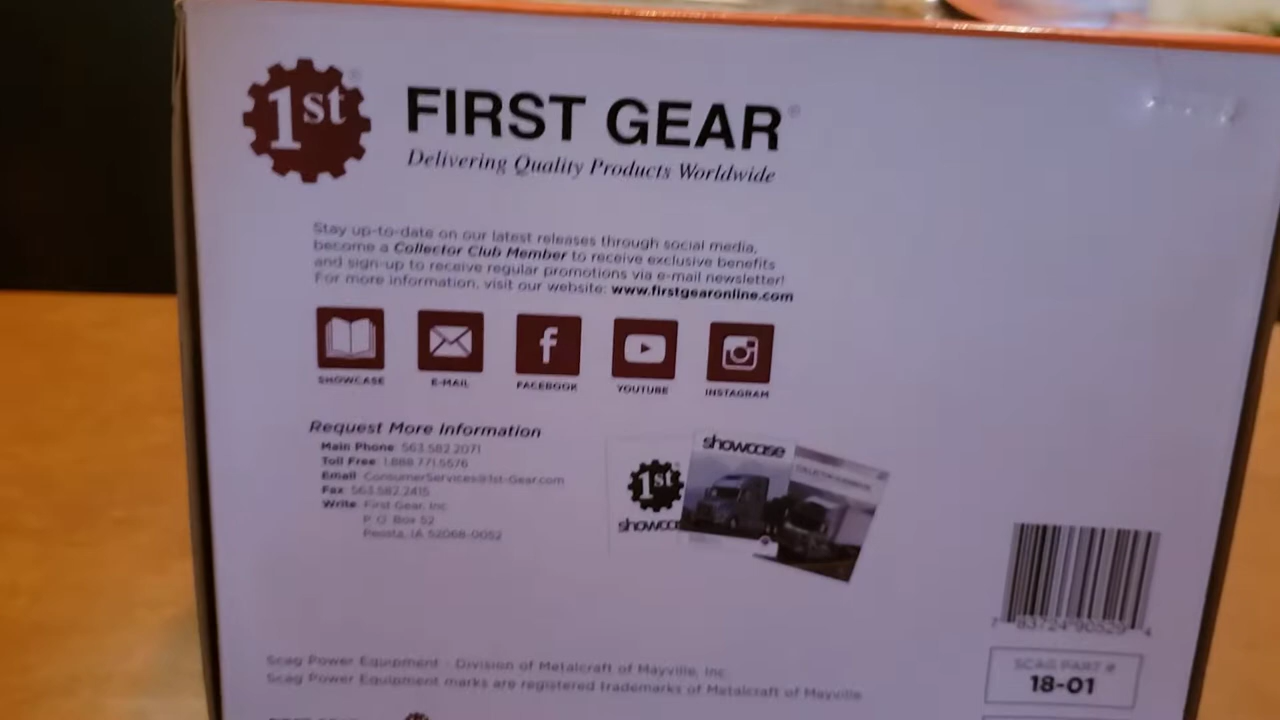 1st
FIRST GEAR®
Delivering Quality Products Worldwide
Stay up-to-date on our latest releases through social media,
become a Collector Club Member to receive exclusive benefits
and sign-up to receive regular promotions via e-mail newsletter!
For more information, visit our website: www.firstgearonline.com
SHOWCASE
E-MAIL
FACEBOOK
YOUTUBE
INSTAGRAM
Request More Information
Main Phone: 563.582.2071
Toll Free: 1.888.771.5576
Email: ConsumerServices@1st-Gear.com
Fax: 563.582.2415
Write: First Gear, Inc.
P. O. Box 52
Peosta, IA 52068-0052
showcase
1st
showca
Scag Power Equipment - Division of Metalcraft of Mayville, Inc.
Scag Power Equipment marks are registered trademarks of Metalcraft of Mayville
SCAG PART #
18-01